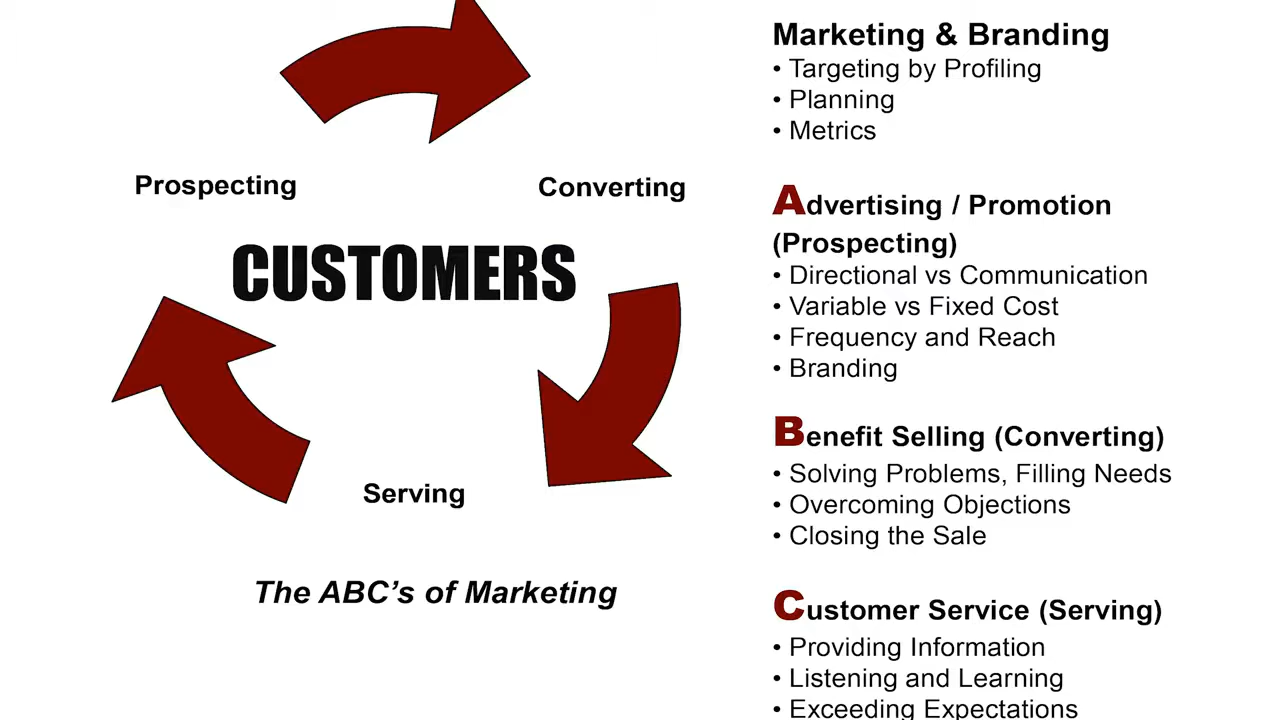 Prospecting
Converting
CUSTOMERS
Serving
The ABC’s of Marketing
Marketing & Branding
• Targeting by Profiling
• Planning
• Metrics
Advertising / Promotion
(Prospecting)
• Directional vs Communication
• Variable vs Fixed Cost
• Frequency and Reach
• Branding
Benefit Selling (Converting)
• Solving Problems, Filling Needs
• Overcoming Objections
• Closing the Sale
Customer Service (Serving)
• Providing Information
• Listening and Learning
• Exceeding Expectations